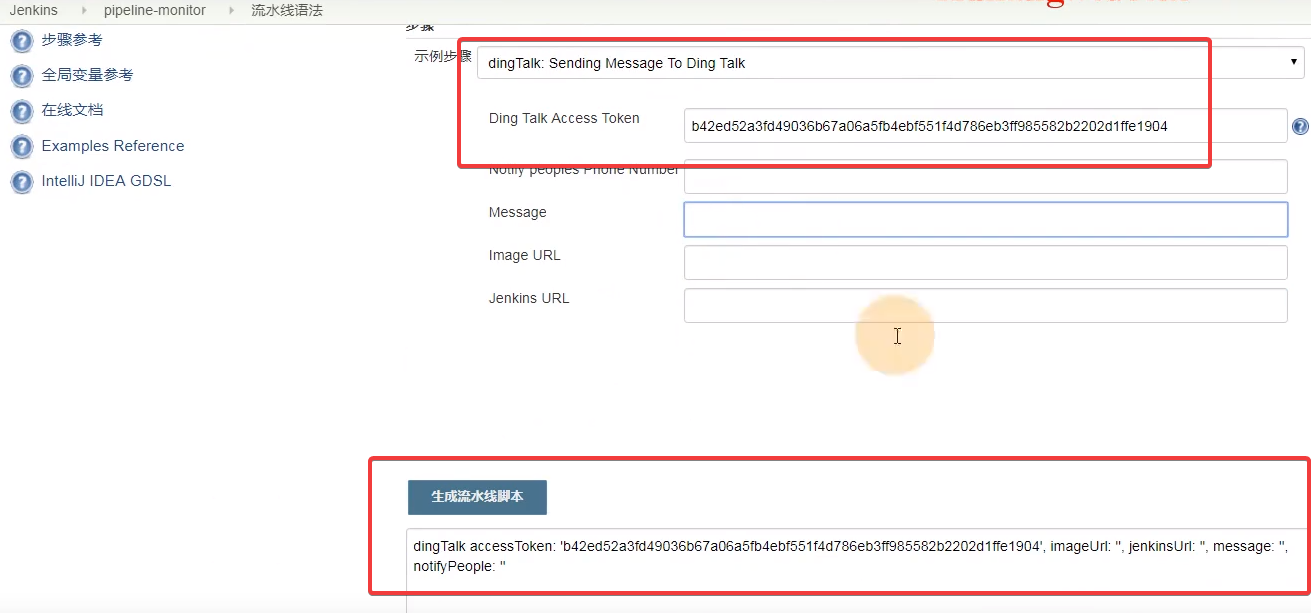 Jenkins pipeline-monitor 流水线语法
步骤参考
全局变量参考
在线文档
Examples Reference
IntelliJ IDEA GDSL
步骤
示例步骤
dingTalk: Sending Message To Ding Talk
Ding Talk Access Token
b42ed52a3fd49036b67a06a5fb4ebf551f4d786eb3ff985582b2202d1ffe1904
Notify peoples Phone Number
Message
Image URL
Jenkins URL
生成流水线脚本
dingTalk accessToken: 'b42ed52a3fd49036b67a06a5fb4ebf551f4d786eb3ff985582b2202d1ffe1904', imageUrl: '', jenkinsUrl: '', message: '',
notifyPeople: ''